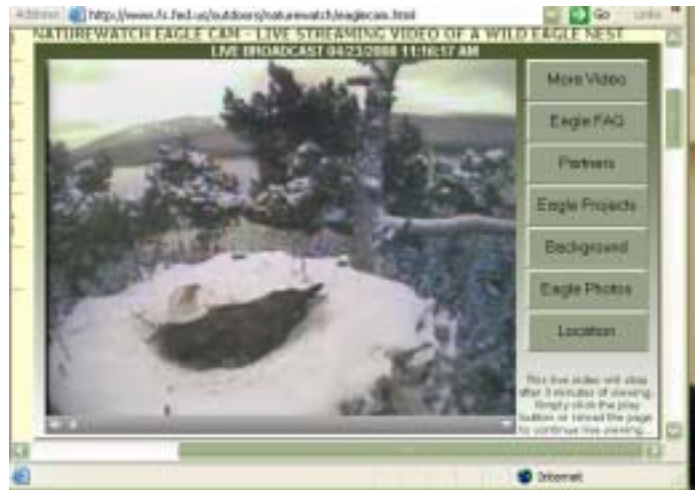 Address http://www.fs.fed.us/outdoors/naturewatch/eaglecam.html Go Links
NATUREWATCH EAGLE CAM - LIVE STREAMING VIDEO OF A WILD EAGLE NEST
LIVE BROADCAST 04/23/2008 11:16:17 AM
More Video
Eagle FAQ
Partners
Eagle Projects
Background
Eagle Photos
Location
This live video will stop
after 3 minutes of viewing.
Simply click the play
button or reload the page
to continue live viewing.
Internet